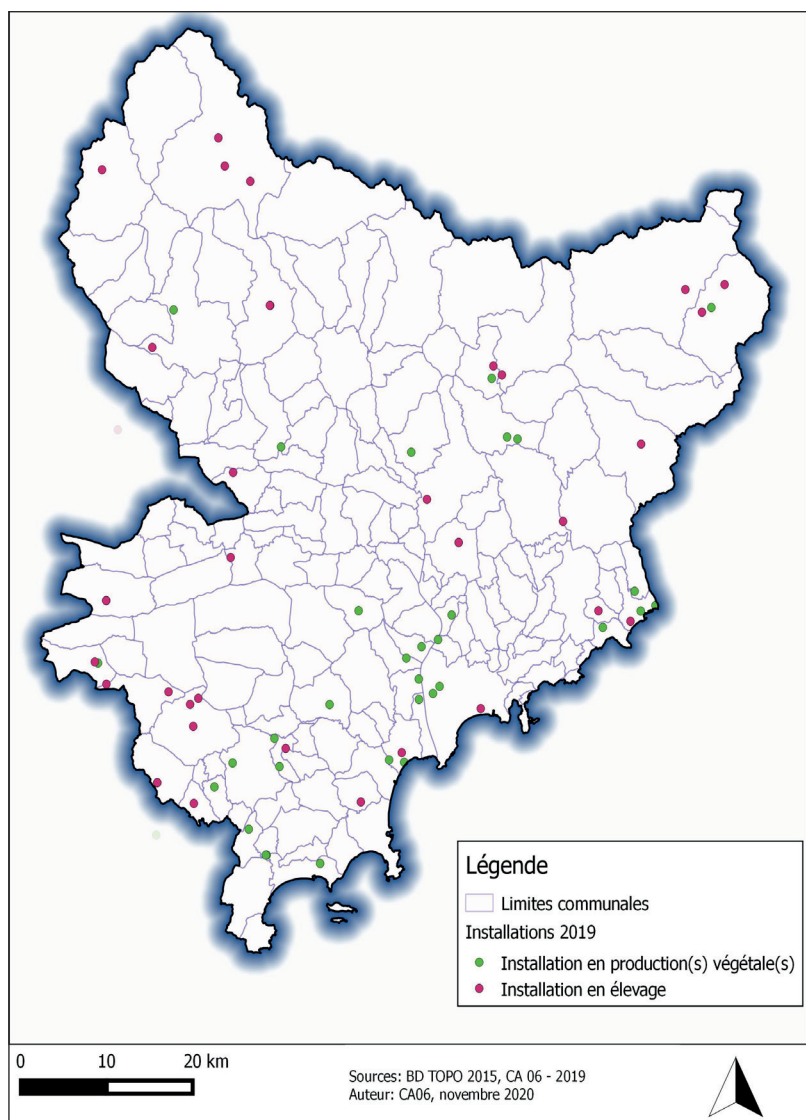 Légende
Limites communales
Installations 2019
Installation en production(s) végétale(s)
Installation en élevage
0 10 20 km
Sources: BD TOPO 2015, CA 06 - 2019
Auteur: CA06, novembre 2020